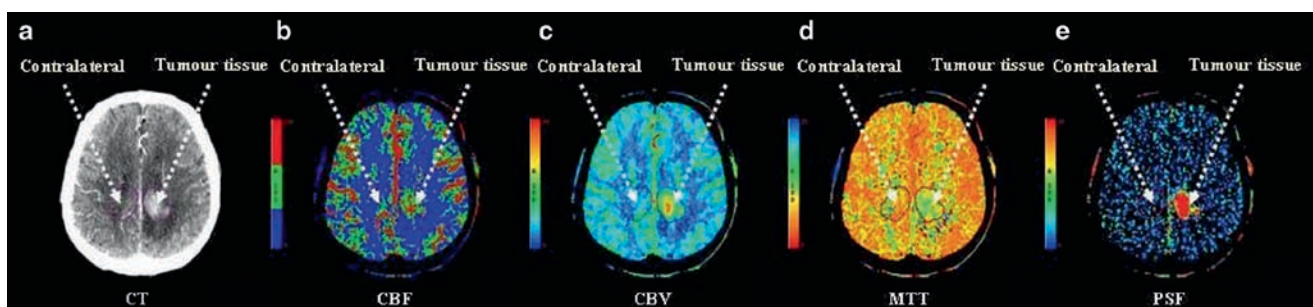 a
Contralateral Tumour tissue
CT
b
Contralateral Tumour tissue
CBF
c
Contralateral Tumour tissue
CBV
d
Contralateral Tumour tissue
MTT
e
Contralateral Tumour tissue
PSF